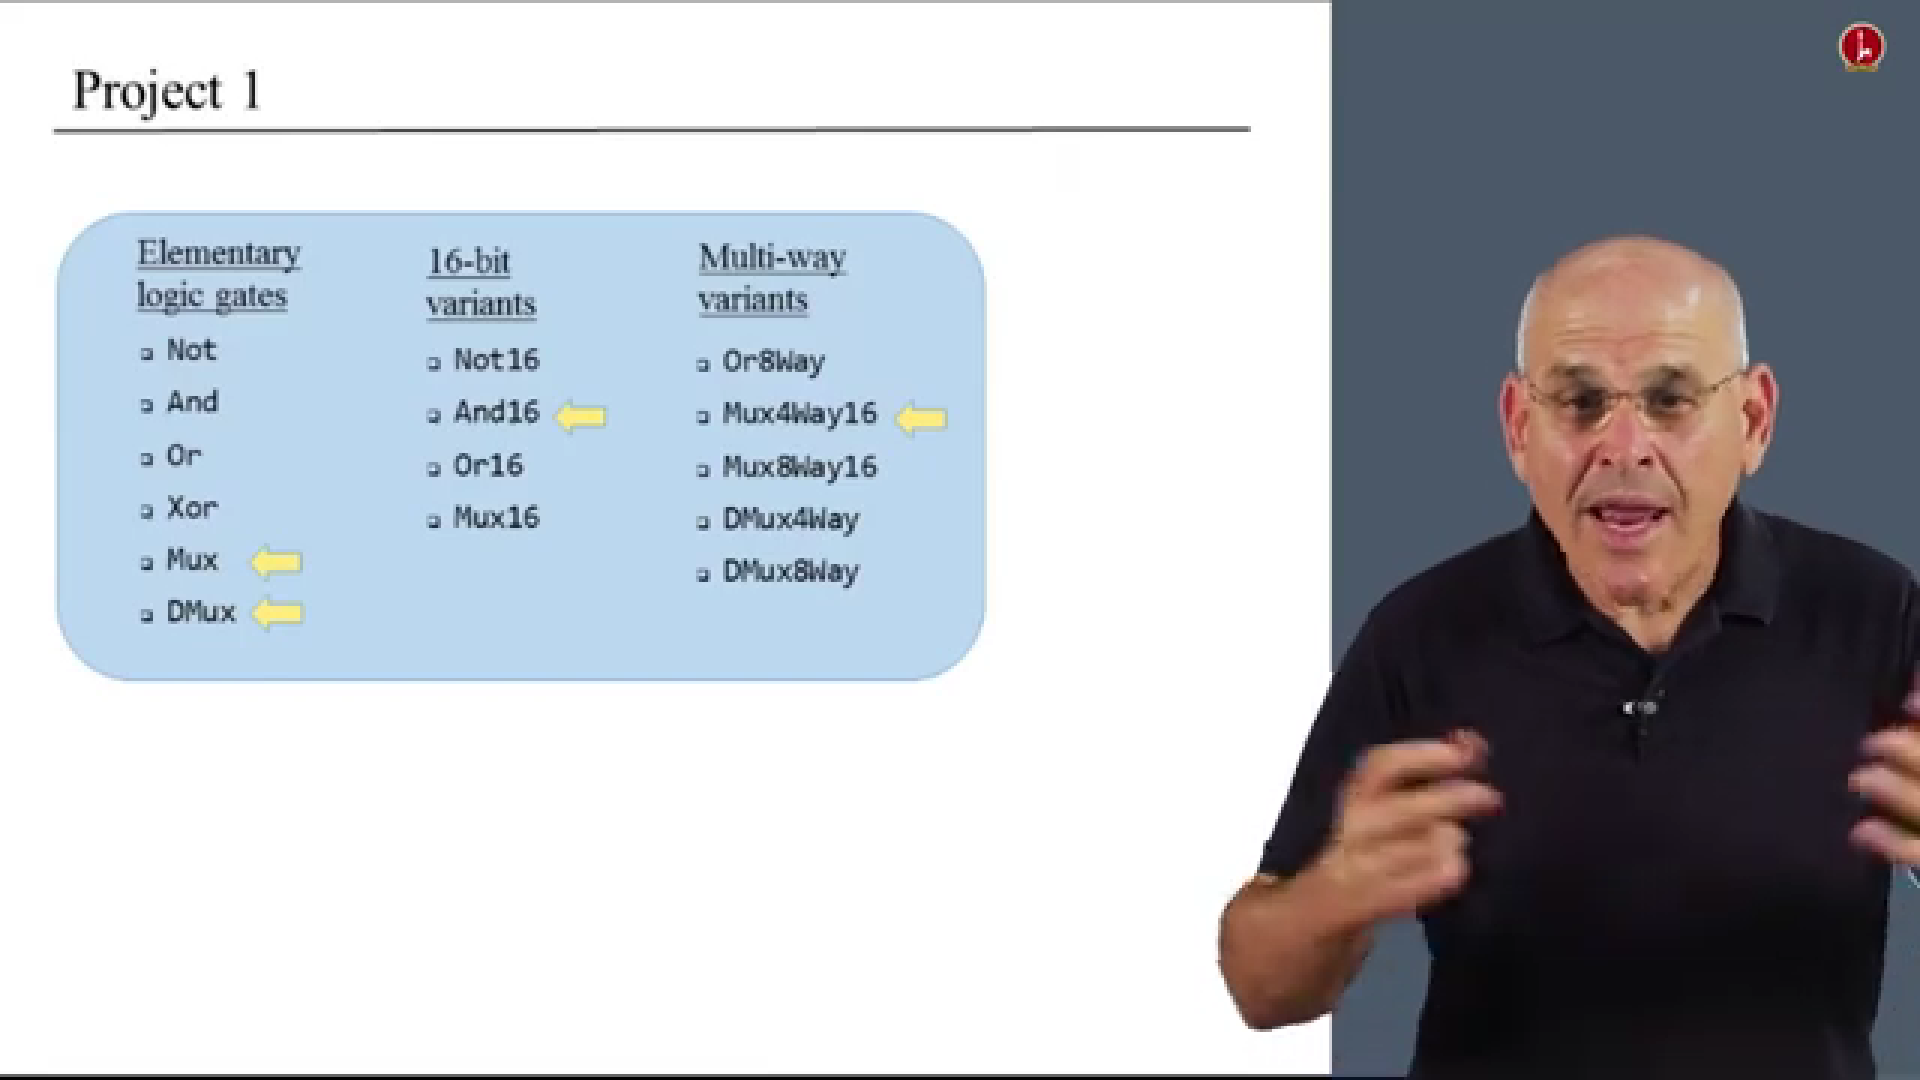 Project 1
Elementary
logic gates
Not
And
Or
Xor
Mux
DMux
16-bit
variants
Not16
And16
Or16
Mux16
Multi-way
variants
Or8Way
Mux4Way16
Mux8Way16
DMux4Way
DMux8Way